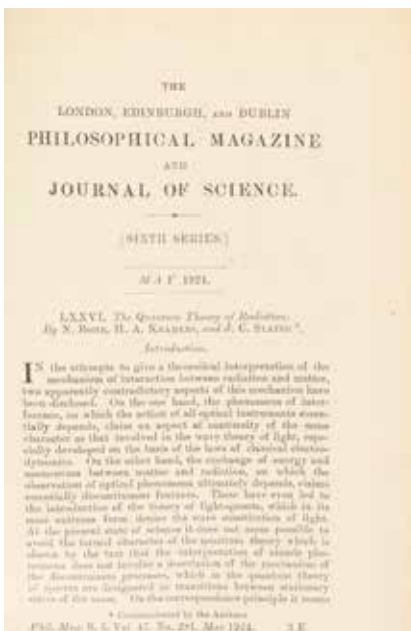 THE
LONDON, EDINBURGH, AND DUBLIN
PHILOSOPHICAL MAGAZINE
AND
JOURNAL OF SCIENCE.
[SIXTH SERIES.]
MAY 1924.
LXXVI. The Quantum Theory of Radiation.
By N. Bohr, H. A. Kramers, and J. C. Slater *.
Introduction.
IN the attempts to give a theoretical interpretation of the
mechanism of interaction between radiation and matter,
two apparently contradictory aspects of this mechanism have
been disclosed. On the one hand, the phenomena of inter-
ference, on which the action of all optical instruments essen-
tially depends, claim an aspect of continuity of the same
character as that involved in the wave theory of light, espe-
cially developed on the basis of the laws of classical electro-
dynamics. On the other hand, the exchange of energy and
momentum between matter and radiation, on which the
observation of optical phenomena ultimately depends, claims
essentially discontinuous features. These have even led to
the introduction of the theory of light-quanta, which in its
most extreme form denies the wave constitution of light.
At the present state of science it does not seem possible to
avoid the formal character of the quantum theory which is
shown by the fact that the interpretation of atomic phe-
nomena does not involve a description of the mechanism of
the discontinuous processes, which in the quantum theory
of spectra are designated as transitions between stationary
states of the atom. On the correspondence principle it seems
* Communicated by the Authors.
Phil. Mag. S. 6. Vol. 47. No. 281. May 1924. 3 E